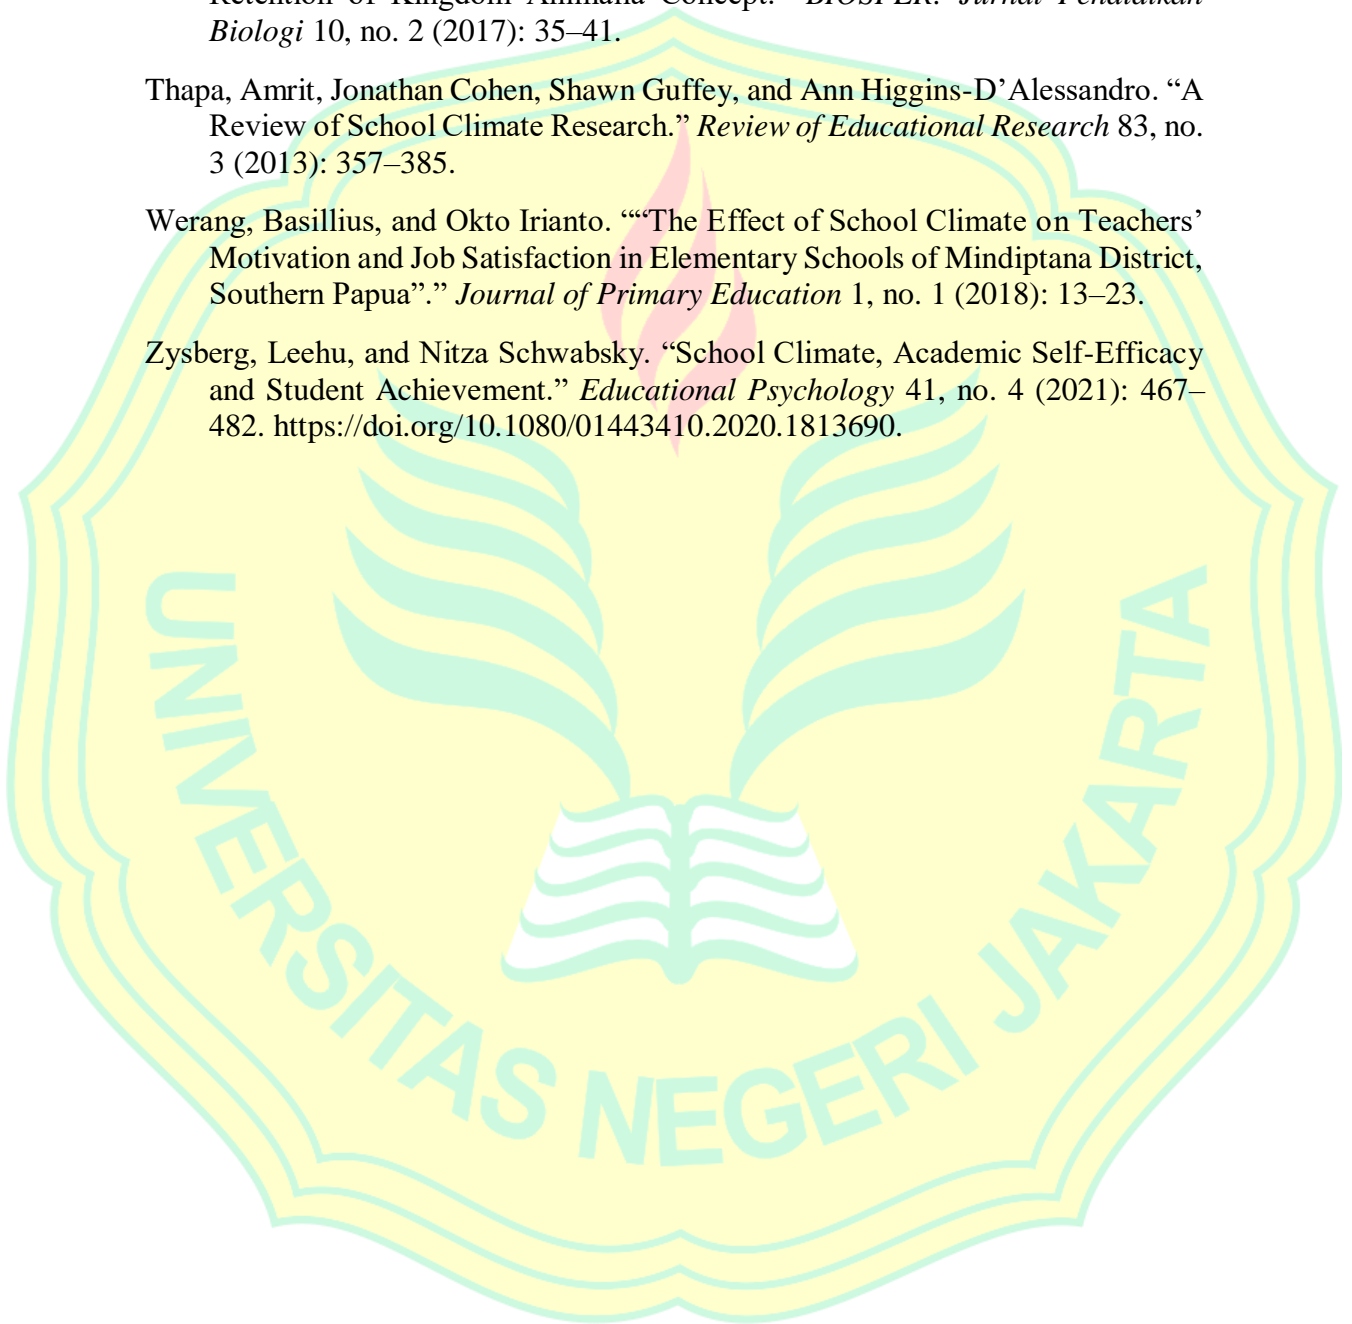 Retention of Kingdom Animalia Concept.” BIOSFER: Jurnal Pendidikan
Biologi 10, no. 2 (2017): 35–41.
Thapa, Amrit, Jonathan Cohen, Shawn Guffey, and Ann Higgins-D’Alessandro. “A
Review of School Climate Research.” Review of Educational Research 83, no.
3 (2013): 357–385.
Werang, Basillius, and Okto Irianto. ““The Effect of School Climate on Teachers’
Motivation and Job Satisfaction in Elementary Schools of Mindiptana District,
Southern Papua”.” Journal of Primary Education 1, no. 1 (2018): 13–23.
Zysberg, Leehu, and Nitza Schwabsky. “School Climate, Academic Self-Efficacy
and Student Achievement.” Educational Psychology 41, no. 4 (2021): 467–
482. https://doi.org/10.1080/01443410.2020.1813690.
UNIVERSITAS NEGERI JAKARTA